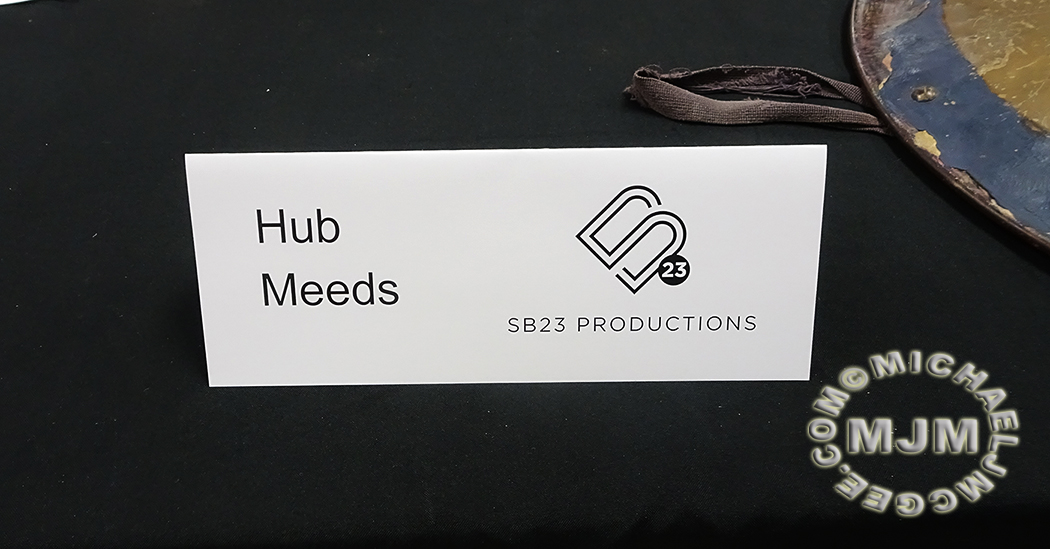 Hub
Meeds
23
SB23 PRODUCTIONS
©MICHAELJMCGEE.COM
MJM